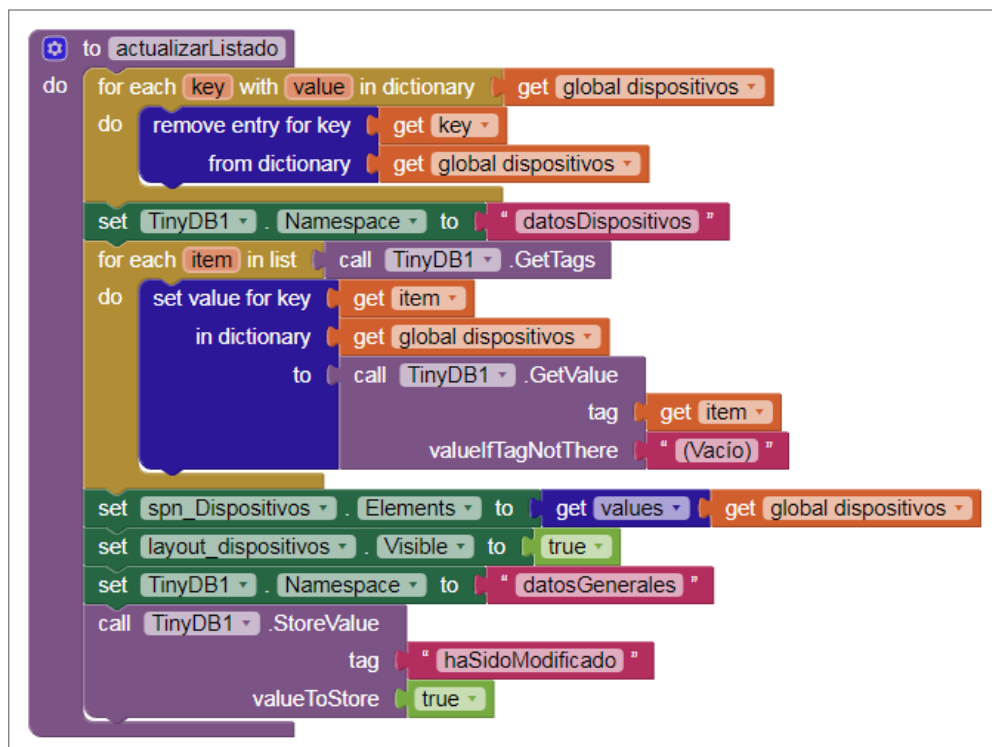 to actualizarListado
do for each key with value in dictionary get global dispositivos
do remove entry for key get key
from dictionary get global dispositivos
set TinyDB1 . Namespace to " datosDispositivos "
for each item in list call TinyDB1 .GetTags
do set value for key get item
in dictionary get global dispositivos
to call TinyDB1 .GetValue
tag get item
valueIfTagNotThere " (Vacío) "
set spn_Dispositivos . Elements to get values get global dispositivos
set layout_dispositivos . Visible to true
set TinyDB1 . Namespace to " datosGenerales "
call TinyDB1 .StoreValue
tag " haSidoModificado "
valueToStore true